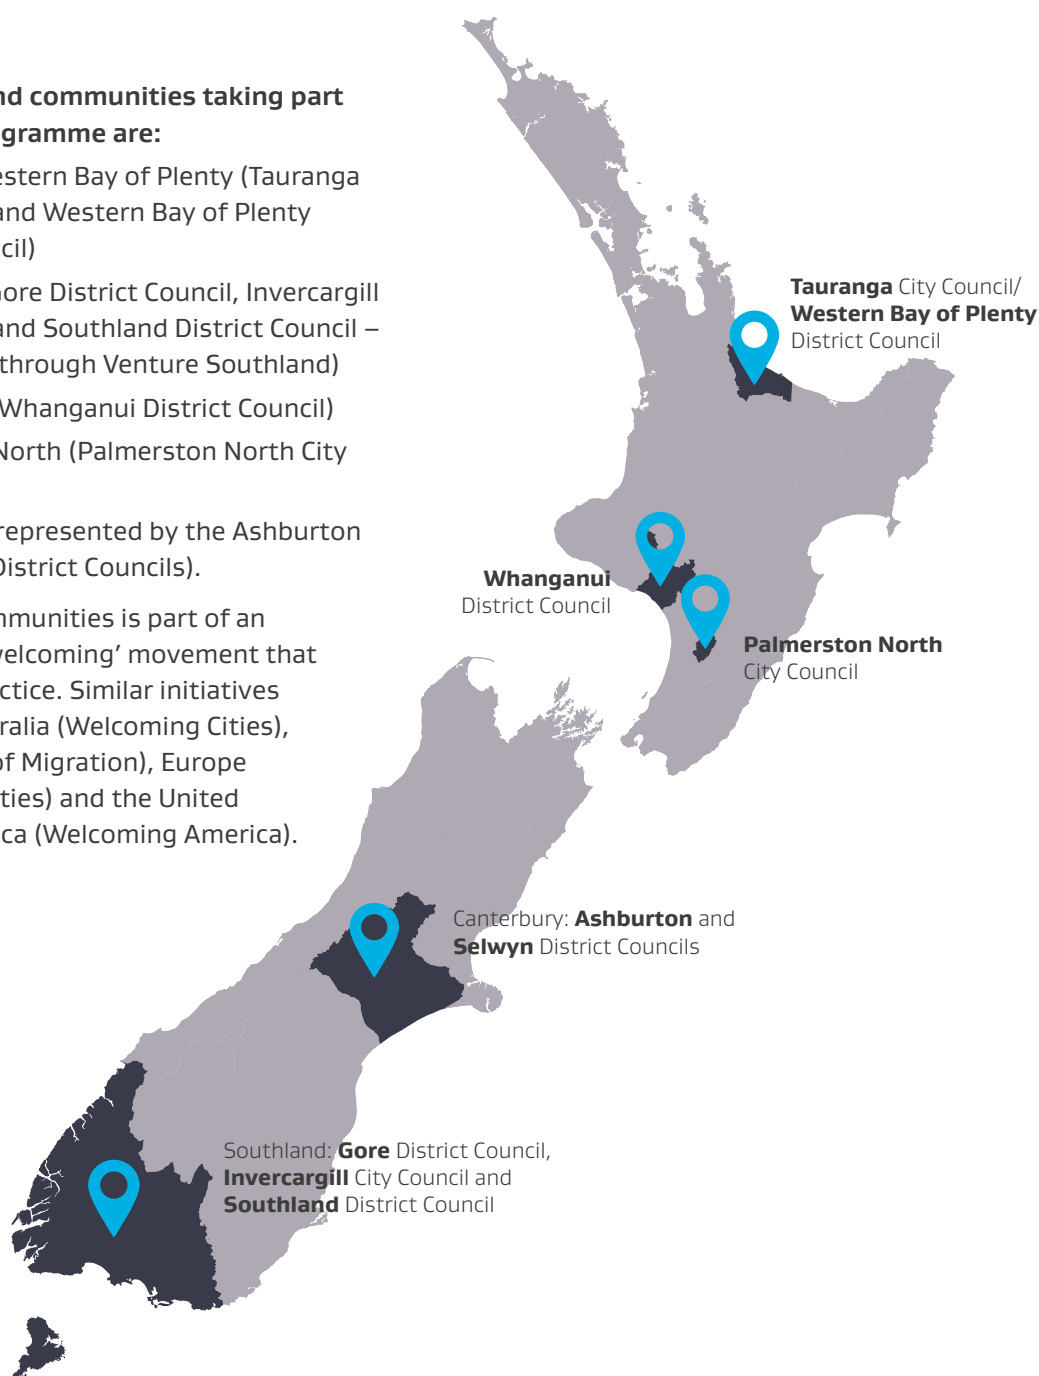 nd communities taking part
gramme are:
estern Bay of Plenty (Tauranga
and Western Bay of Plenty
cil)
Gore District Council, Invercargill
and Southland District Council –
through Venture Southland)
Whanganui District Council)
North (Palmerston North City
represented by the Ashburton
District Councils).
mmunities is part of an
welcoming’ movement that
ctice. Similar initiatives
ralia (Welcoming Cities),
of Migration), Europe
ties) and the United
ica (Welcoming America).
Tauranga City Council/
Western Bay of Plenty
District Council
Whanganui
District Council
Palmerston North
City Council
Canterbury: Ashburton and
Selwyn District Councils
Southland: Gore District Council,
Invercargill City Council and
Southland District Council